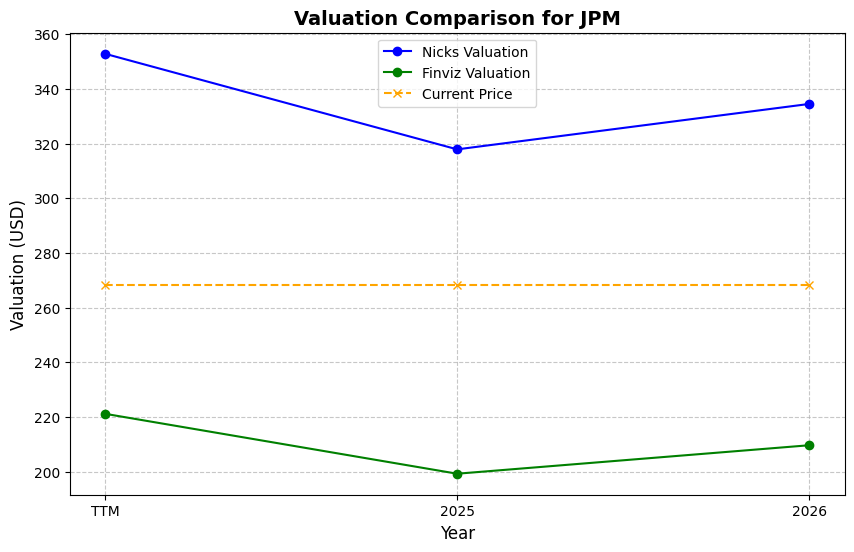 Valuation Comparison for JPM
Nicks Valuation
Finviz Valuation
Current Price
Valuation (USD)
360
340
320
300
280
260
240
220
200
TTM
2025
2026
Year